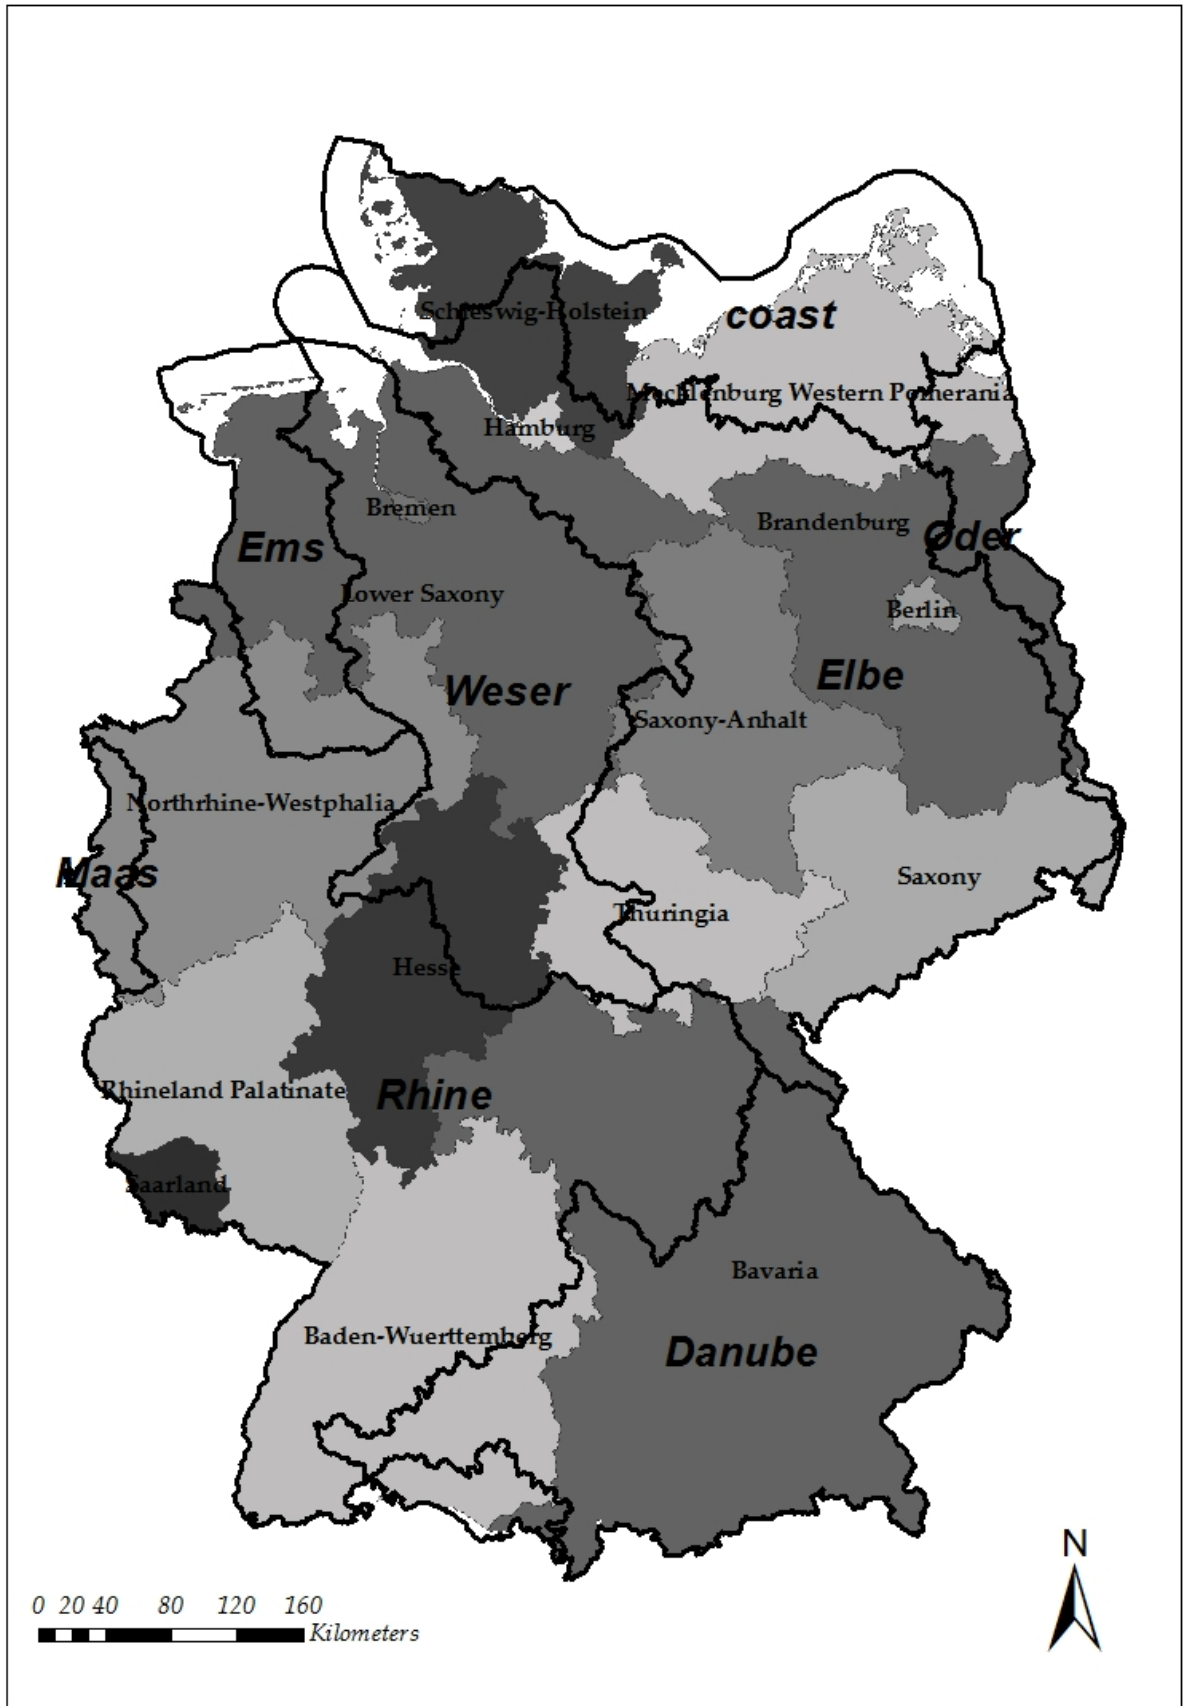 Schleswig-Holstein
coast
Mecklenburg Western Pomerania
Hamburg
Bremen
Brandenburg
Oder
Ems
Lower Saxony
Berlin
Weser
Elbe
Saxony-Anhalt
Northrhine-Westphalia
Maas
Saxony
Thuringia
Hesse
Rhineland Palatinate
Rhine
Saarland
Bavaria
Baden-Wuerttemberg
Danube
N
0 20 40 80 120 160
Kilometers